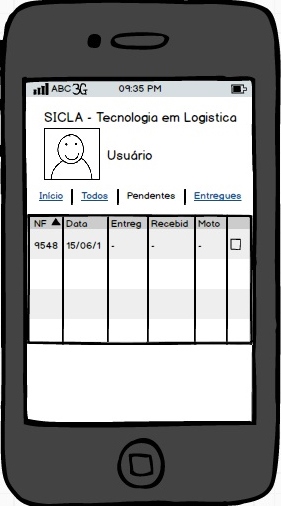 ABC 3G 09:35 PM
SICLA - Tecnologia em Logistica
Usuário
Início Todos Pendentes Entregues
NF Data Entreg Recebid Moto
9548 15/06/1 - - -